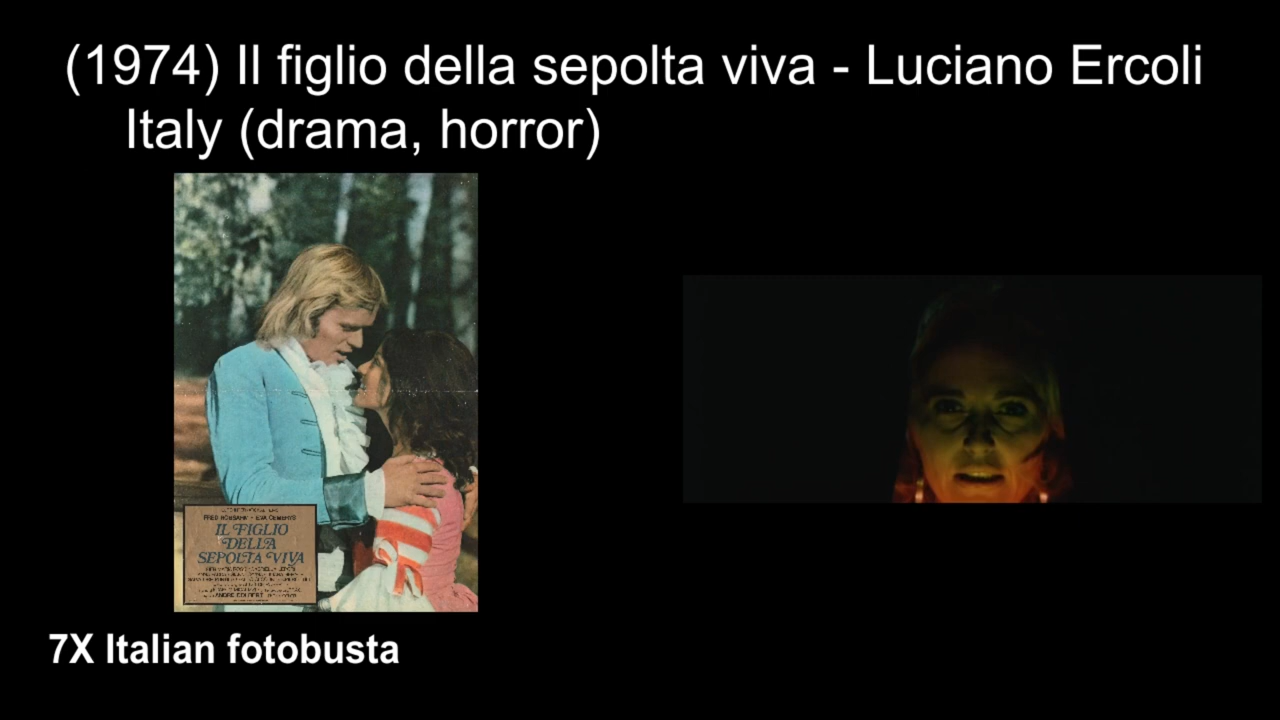 (1974) Il figlio della sepolta viva - Luciano Ercoli
Italy (drama, horror)
IL FIGLIO
DELLA
SEPOLTA VIVA
7X Italian fotobusta